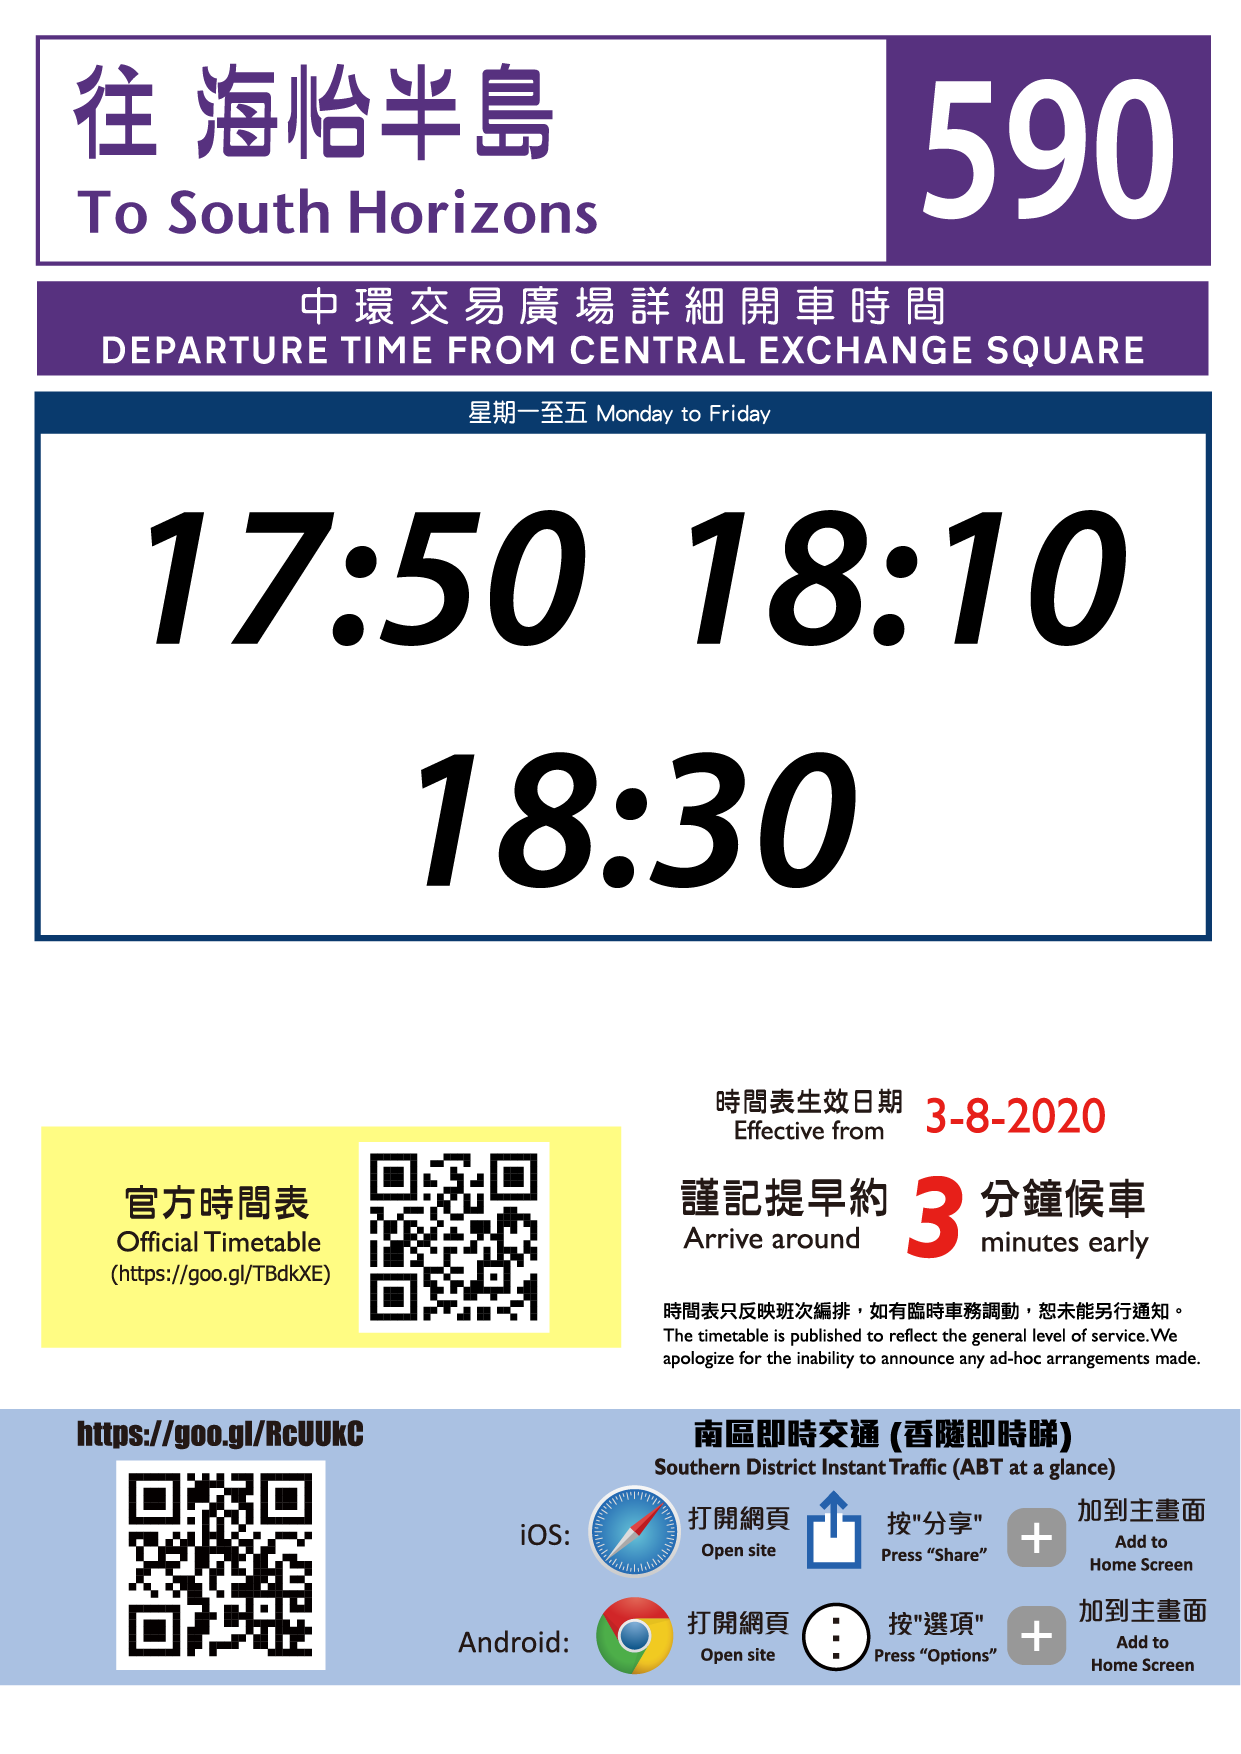 往 海怡半島
To South Horizons
590
中環交易廣場詳細開車時間
DEPARTURE TIME FROM CENTRAL EXCHANGE SQUARE
星期一至五 Monday to Friday
17:50 18:10
18:30
時間表生效日期
Effective from
3-8-2020
官方時間表
Official Timetable
(https://goo.gl/TBdkXE)
謹記提早約 3 分鐘候車
Arrive around minutes early
時間表只反映班次編排，如有臨時車務調動，恕未能另行通知。
The timetable is published to reflect the general level of service. We
apologize for the inability to announce any ad-hoc arrangements made.
https://goo.gl/RcUUkC
南區即時交通 (香隧即時睇)
Southern District Instant Traffic (ABT at a glance)
iOS:
打開網頁
Open site
按"分享"
Press “Share”
加到主畫面
Add to
Home Screen
Android:
打開網頁
Open site
按"選項"
Press “Options”
加到主畫面
Add to
Home Screen